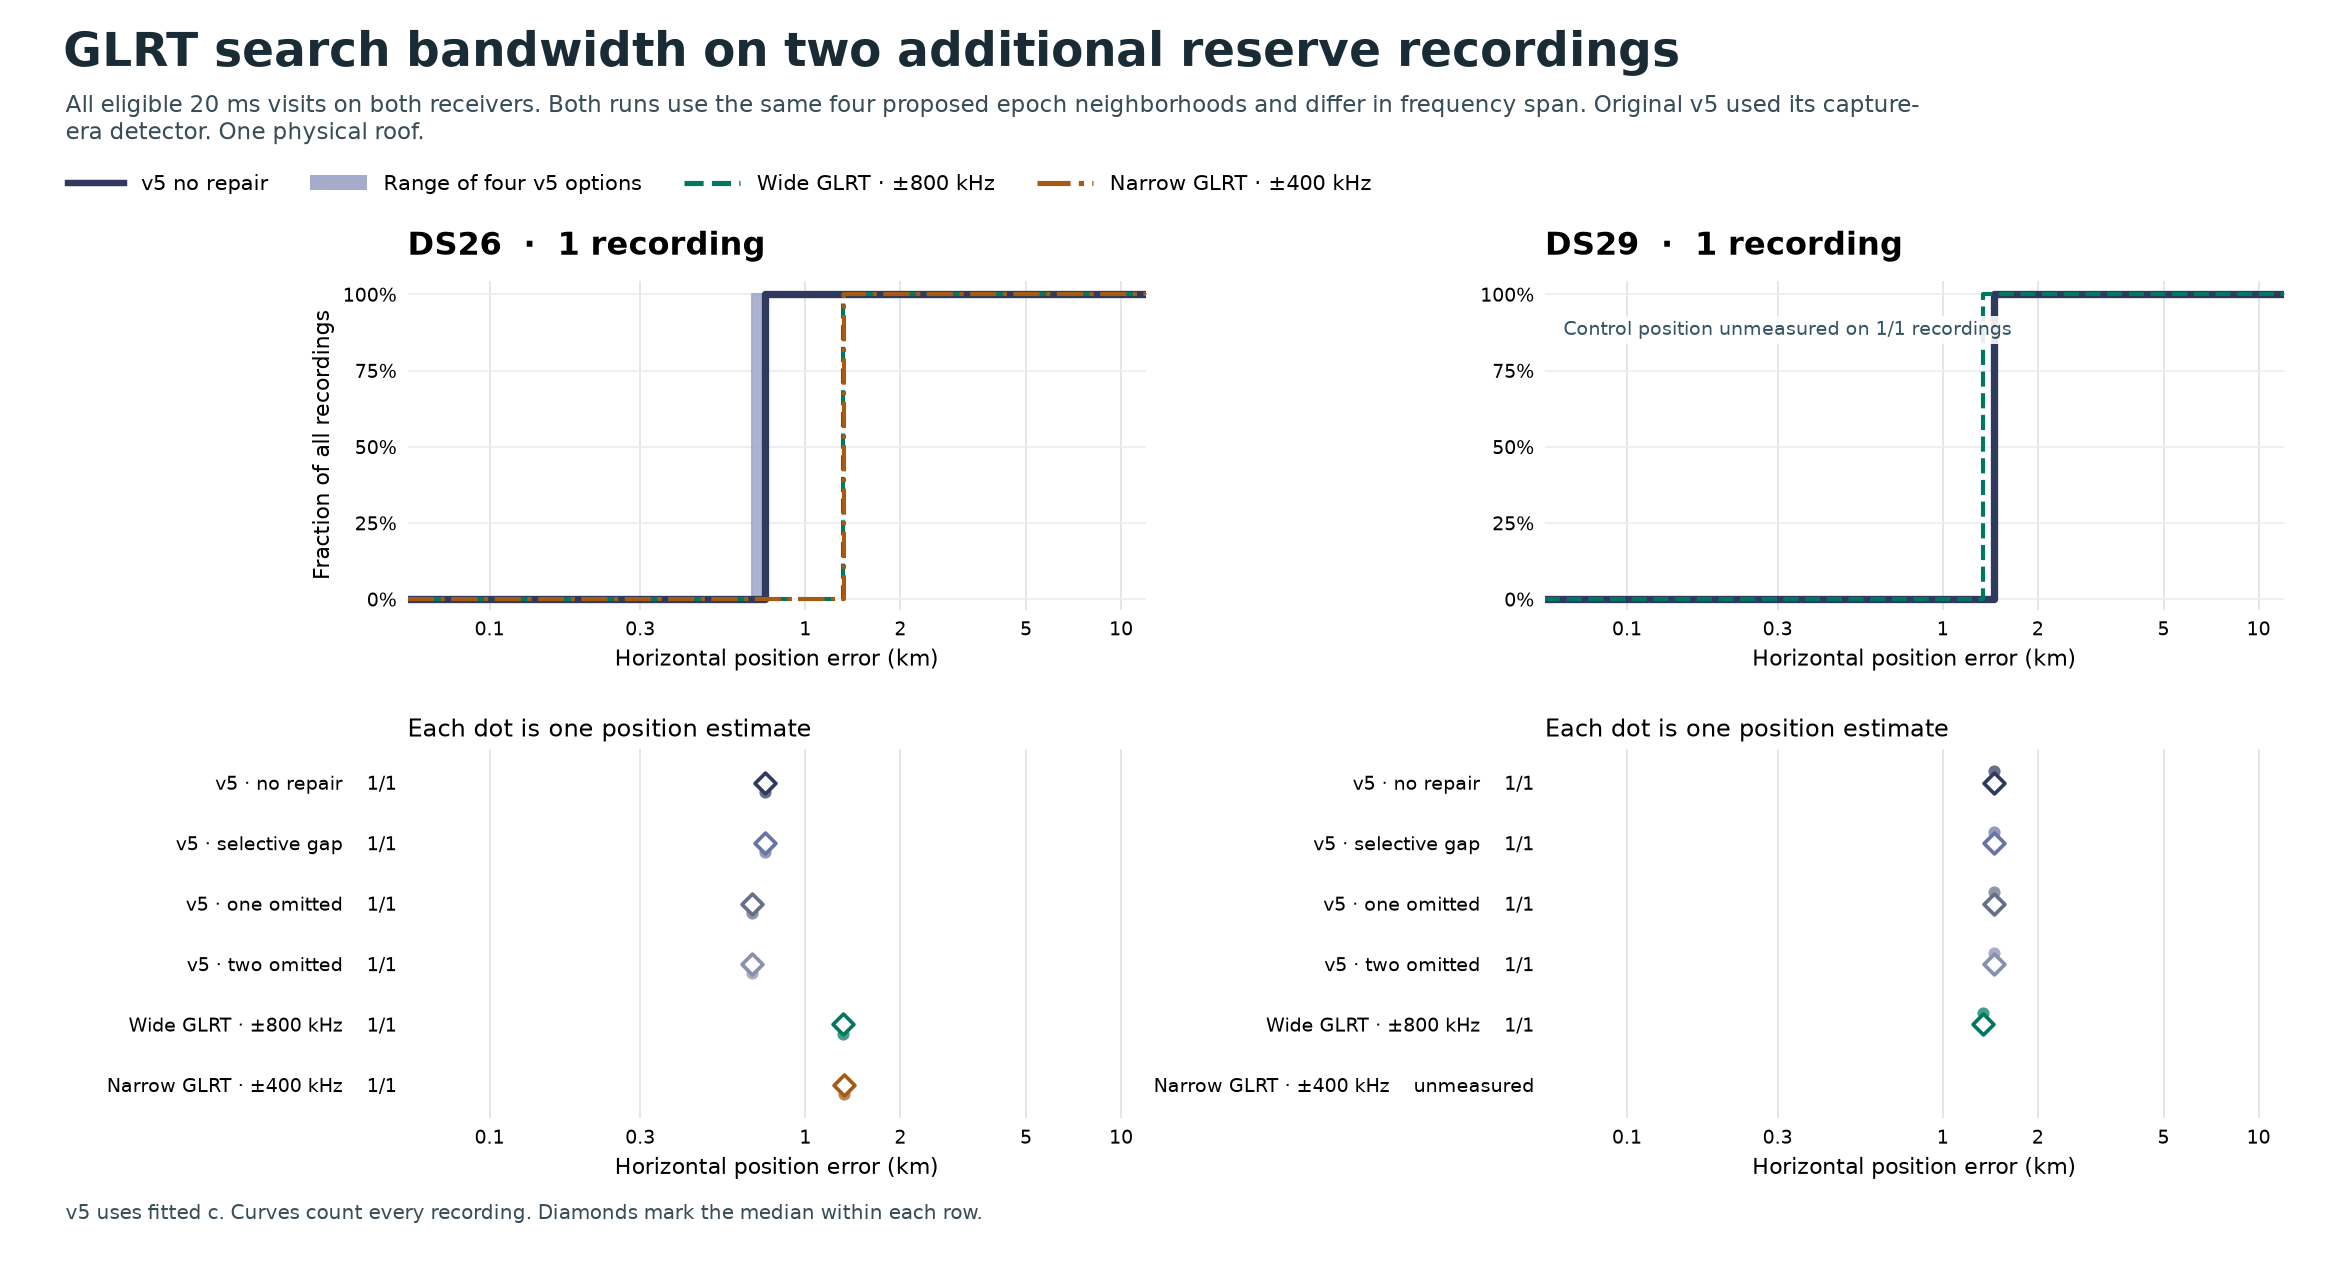 GLRT search bandwidth on two additional reserve recordings
All eligible 20 ms visits on both receivers. Both runs use the same four proposed epoch neighborhoods and differ in frequency span. Original v5 used its capture-
era detector. One physical roof.
v5 no repair
Range of four v5 options
Wide GLRT · ±800 kHz
Narrow GLRT · ±400 kHz
DS26 · 1 recording
Fraction of all recordings
100%
75%
50%
25%
0%
0.1 0.3 1 2 5 10
Horizontal position error (km)
DS29 · 1 recording
100%
Control position unmeasured on 1/1 recordings
75%
50%
25%
0%
0.1 0.3 1 2 5 10
Horizontal position error (km)
Each dot is one position estimate
v5 · no repair 1/1
v5 · selective gap 1/1
v5 · one omitted 1/1
v5 · two omitted 1/1
Wide GLRT · ±800 kHz 1/1
Narrow GLRT · ±400 kHz 1/1
0.1 0.3 1 2 5 10
Horizontal position error (km)
Each dot is one position estimate
v5 · no repair 1/1
v5 · selective gap 1/1
v5 · one omitted 1/1
v5 · two omitted 1/1
Wide GLRT · ±800 kHz 1/1
Narrow GLRT · ±400 kHz unmeasured
0.1 0.3 1 2 5 10
Horizontal position error (km)
v5 uses fitted c. Curves count every recording. Diamonds mark the median within each row.